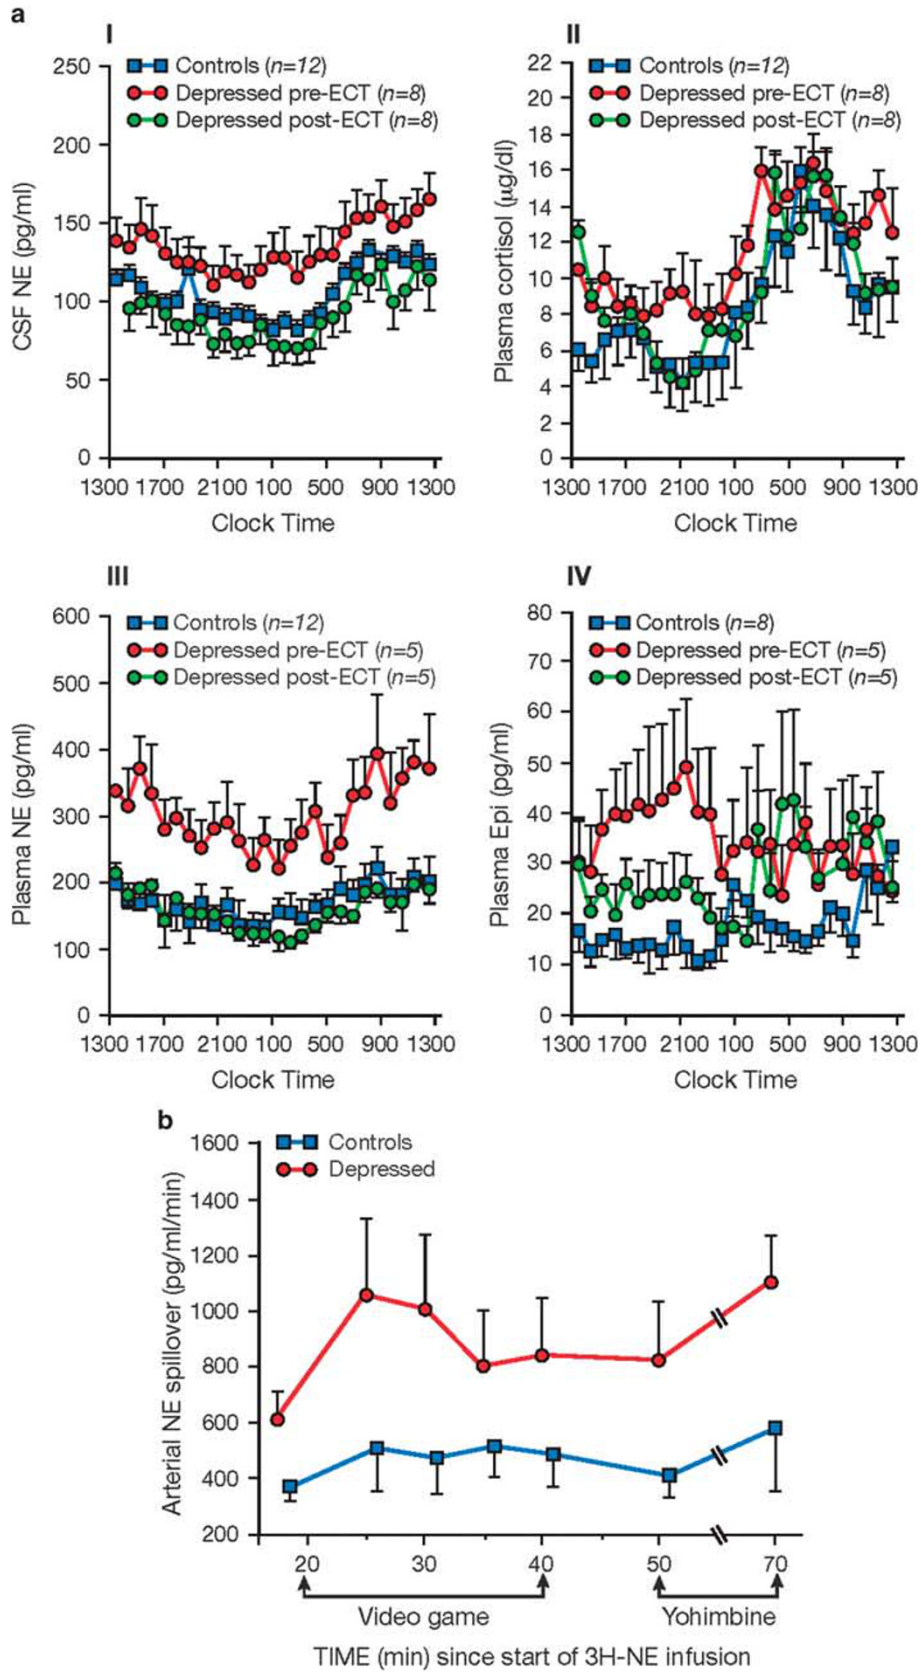 a
I
Controls (n=12)
Depressed pre-ECT (n=8)
Depressed post-ECT (n=8)
250
200
150
100
50
0
CSF NE (pg/ml)
1300 1700 2100 100 500 900 1300
Clock Time
II
Controls (n=12)
Depressed pre-ECT (n=8)
Depressed post-ECT (n=8)
22
20
18
16
14
12
10
8
6
4
2
0
Plasma cortisol (µg/dl)
1300 1700 2100 100 500 900 1300
Clock Time
III
Controls (n=12)
Depressed pre-ECT (n=5)
Depressed post-ECT (n=5)
600
500
400
300
200
100
0
Plasma NE (pg/ml)
1300 1700 2100 100 500 900 1300
Clock Time
IV
Controls (n=8)
Depressed pre-ECT (n=5)
Depressed post-ECT (n=5)
80
70
60
50
40
30
20
10
0
Plasma Epi (pg/ml)
1300 1700 2100 100 500 900 1300
Clock Time
b
Controls
Depressed
1600
1400
1200
1000
800
600
400
200
Arterial NE spillover (pg/ml/min)
20 30 40 50 70
Video game Yohimbine
TIME (min) since start of 3H-NE infusion